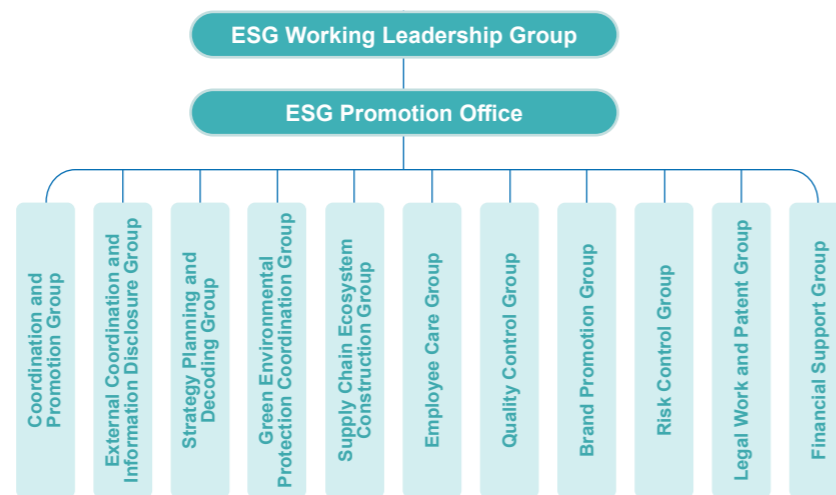 ESG Working Leadership Group
ESG Promotion Office
Coordination and
Promotion Group
External Coordination and
Information Disclosure Group
Strategy Planning and
Decoding Group
Green Environmental
Protection Coordination Group
Supply Chain Ecosystem
Construction Group
Employee Care Group
Quality Control Group
Brand Promotion Group
Risk Control Group
Legal Work and Patent Group
Financial Support Group